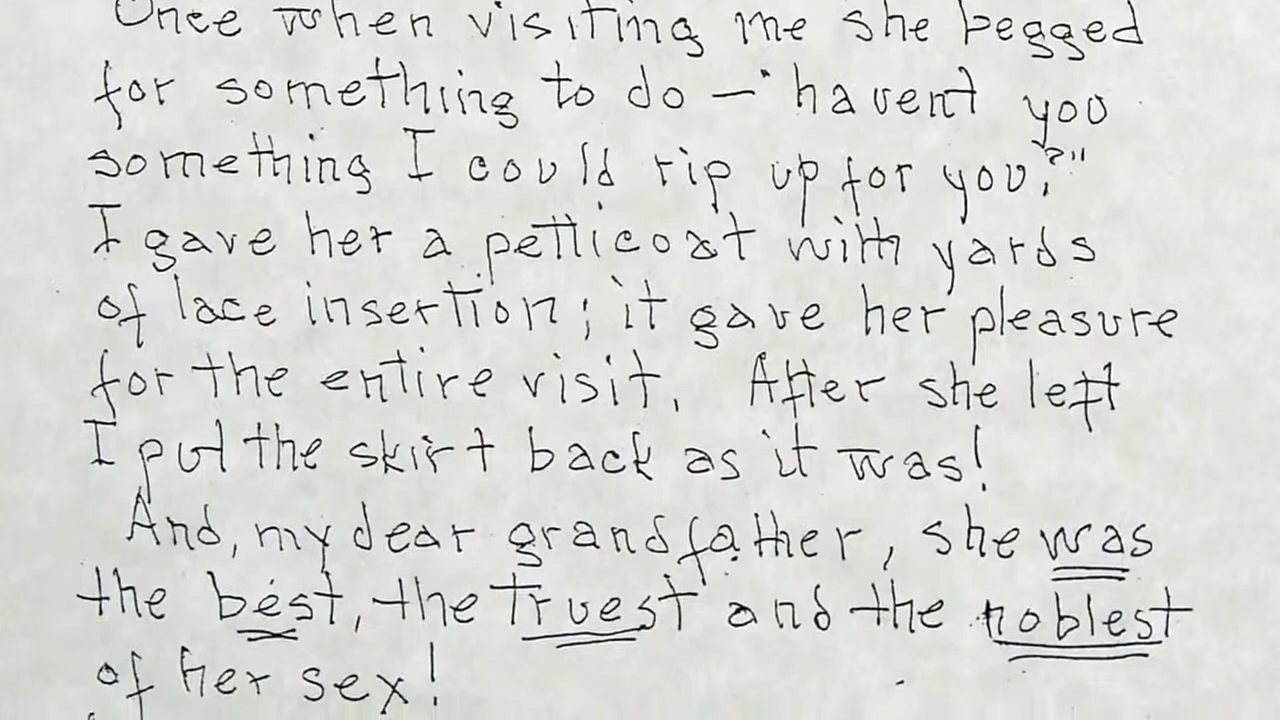 Once when visiting me she begged
for something to do — "havent you
something I could rip up for you?"
I gave her a petticoat with yards
of lace insertion; it gave her pleasure
for the entire visit. After she left
I put the skirt back as it was!
And, my dear grandfather, she was
the best, the truest and the noblest
of her sex!